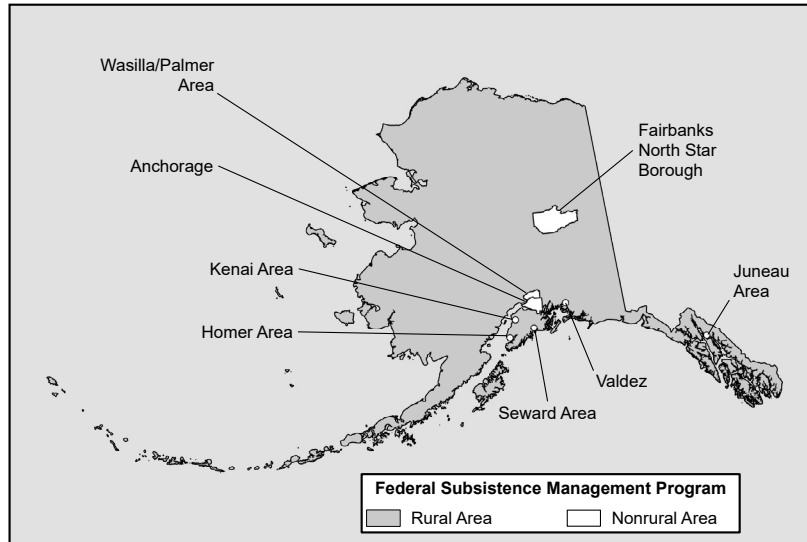 Wasilla/Palmer
Area
Anchorage
Kenai Area
Homer Area
Fairbanks
North Star
Borough
Juneau
Area
Valdez
Seward Area
Federal Subsistence Management Program
Rural Area
Nonrural Area